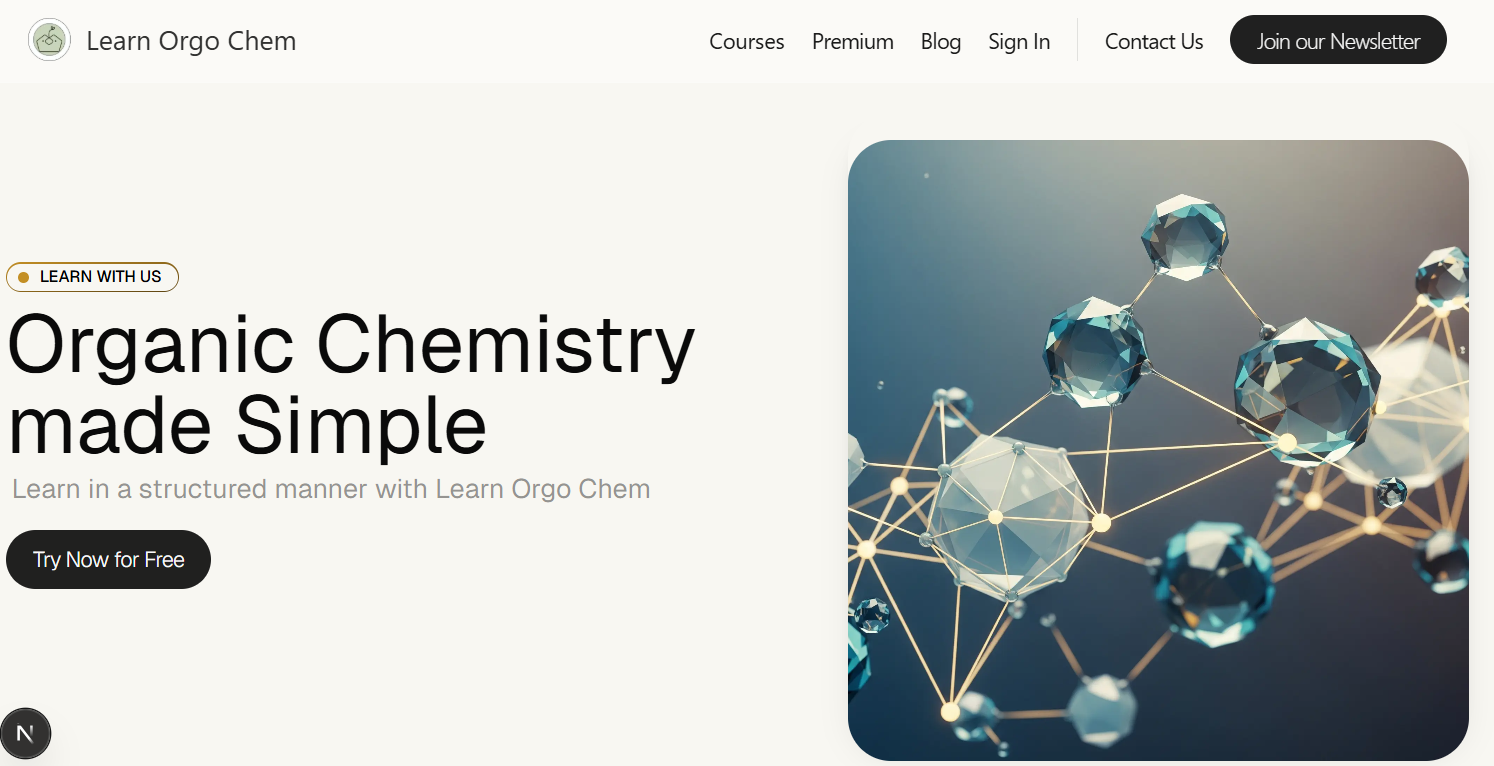 Learn Orgo Chem
Courses Premium Blog Sign In Contact Us Join our Newsletter
LEARN WITH US
Organic Chemistry
made Simple
Learn in a structured manner with Learn Orgo Chem
Try Now for Free
N